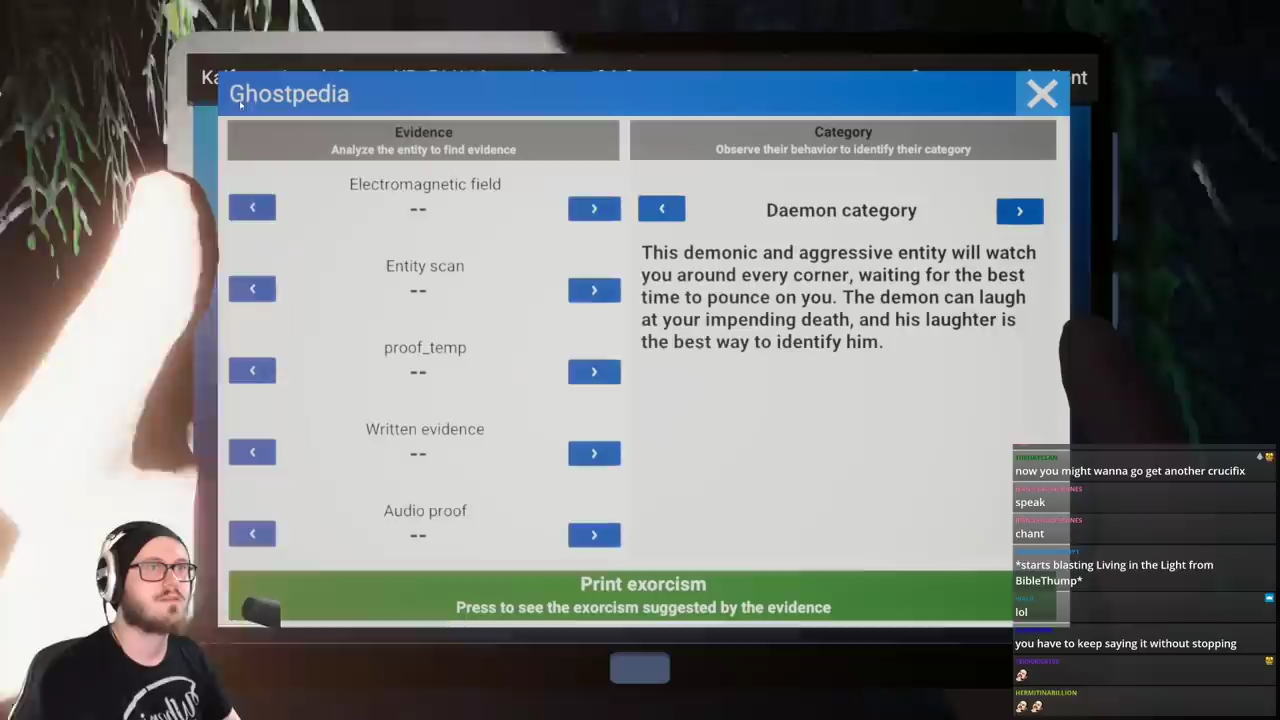 Ghostpedia
Evidence
Analyze the entity to find evidence
Electromagnetic field
--
Entity scan
--
proof_temp
--
Written evidence
--
Audio proof
--
Category
Observe their behavior to identify their category
Daemon category
This demonic and aggressive entity will watch
you around every corner, waiting for the best
time to pounce on you. The demon can laugh
at your impending death, and his laughter is
the best way to identify him.
Print exorcism
Press to see the exorcism suggested by the evidence
now you might wanna go get another crucifix
speak
chant
*starts blasting Living in the Light from
BibleThump*
lol
you have to keep saying it without stopping
HERMITINABILLION